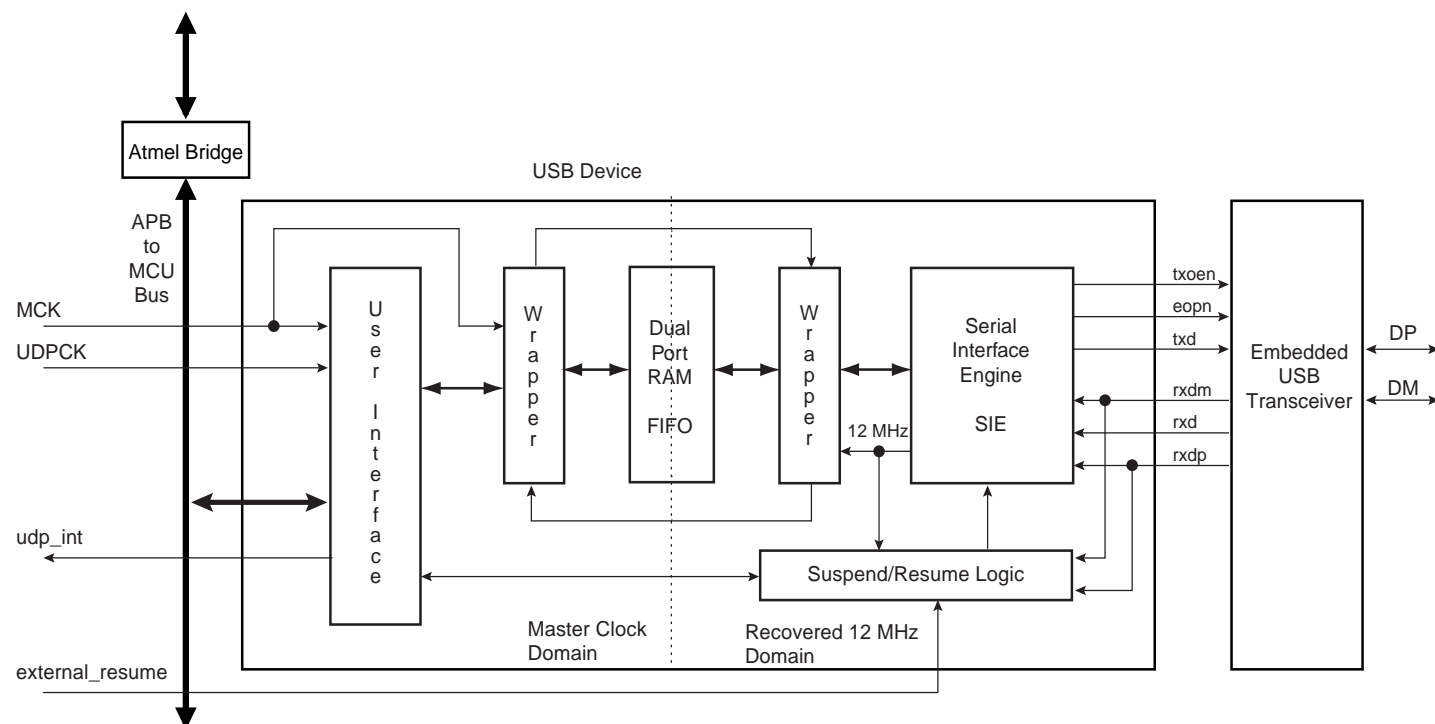 Atmel Bridge
USB Device
APB
to
MCU
Bus
MCK
UDPCK
udp_int
external_resume
User Interface
Wrapper
Dual
Port
RAM
FIFO
Wrapper
12 MHz
Serial
Interface
Engine
SIE
Suspend/Resume Logic
Master Clock
Domain
Recovered 12 MHz
Domain
txoen
eopn
txd
rxdm
rxd
rxdp
Embedded
USB
Transceiver
DP
DM